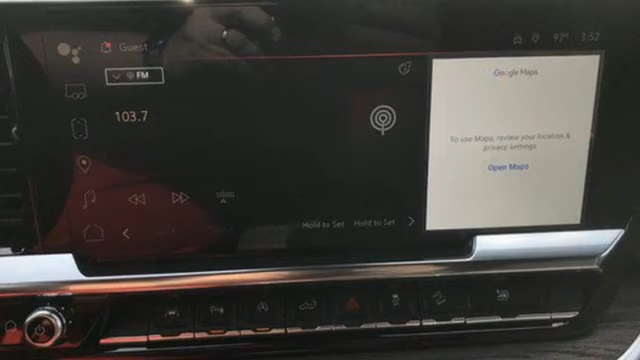 Guest
92° 3:52
FM
Google Maps
103.7
To use Maps, review your location &
privacy settings
Open Maps
Hold to Set Hold to Set